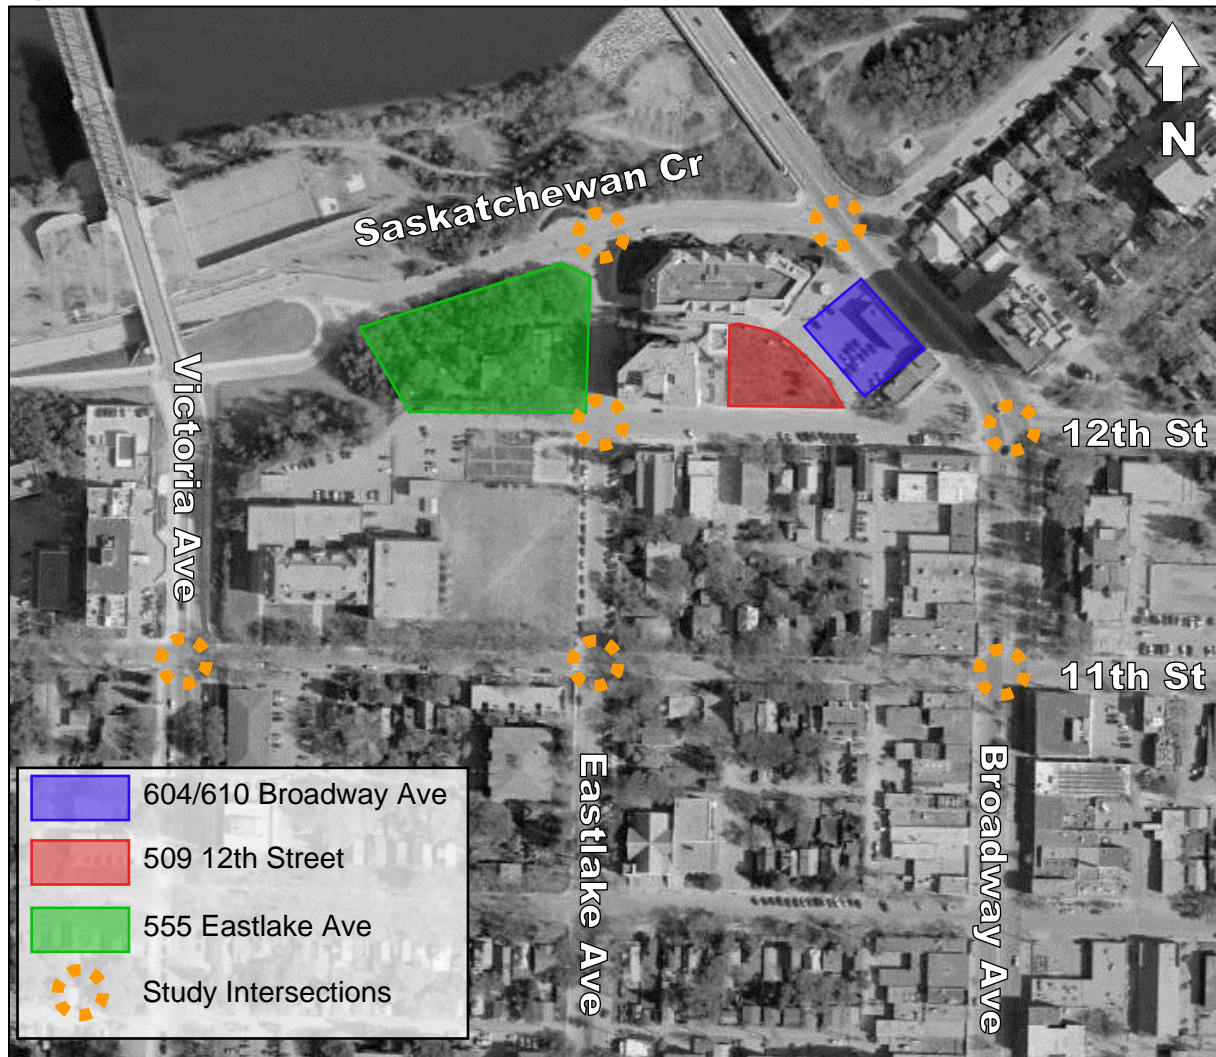 N
Saskatchewan Cr
Victoria Ave
12th St
11th St
Eastlake Ave
Broadway Ave
604/610 Broadway Ave
509 12th Street
555 Eastlake Ave
Study Intersections